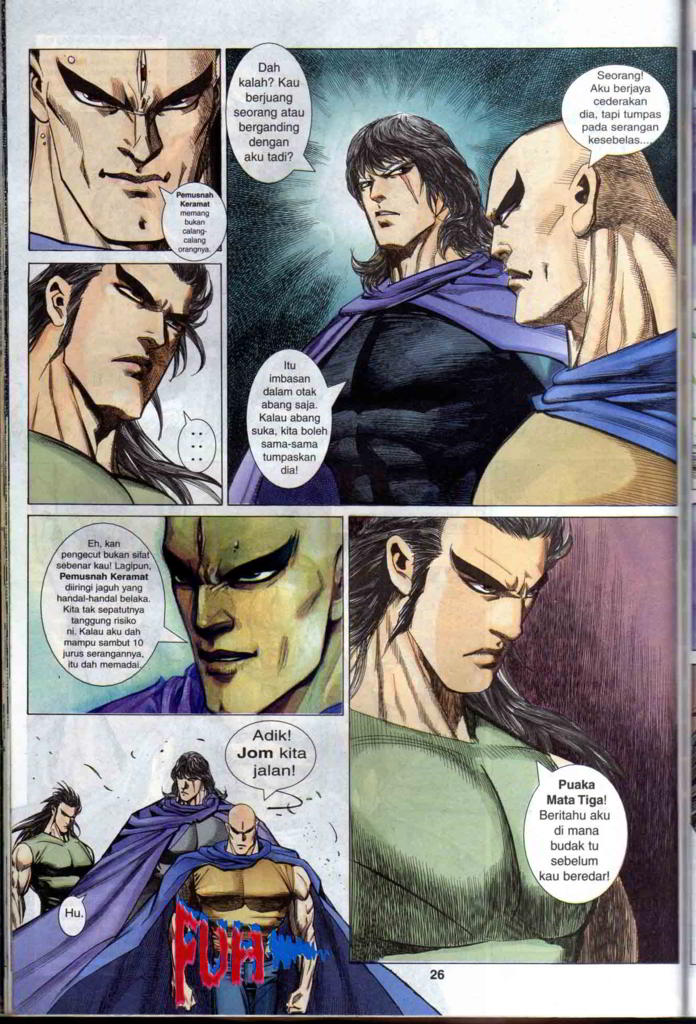 Pemusnah
Keramat
memang
bukan
calang-
calang
orangnya.
Dah
kalah? Kau
berjuang
seorang atau
berganding
dengan
aku tadi?
Seorang!
Aku berjaya
cederakan
dia, tapi tumpas
pada serangan
kesebelas....
Itu
imbasan
dalam otak
abang saja.
Kalau abang
suka, kita boleh
sama-sama
tumpaskan
dia!
Eh, kan
pengecut bukan sifat
sebenar kau! Lagipun,
Pemusnah Keramat
diiringi jaguh yang
handal-handal belaka.
Kita tak sepatutnya
tanggung risiko
ni. Kalau aku dah
mampu sambut 10
jurus serangannya,
itu dah memadai.
Puaka
Mata Tiga!
Beritahu aku
di mana
budak tu
sebelum
kau beredar!
Adik!
Jom kita
jalan!
Hu.
FUH
26